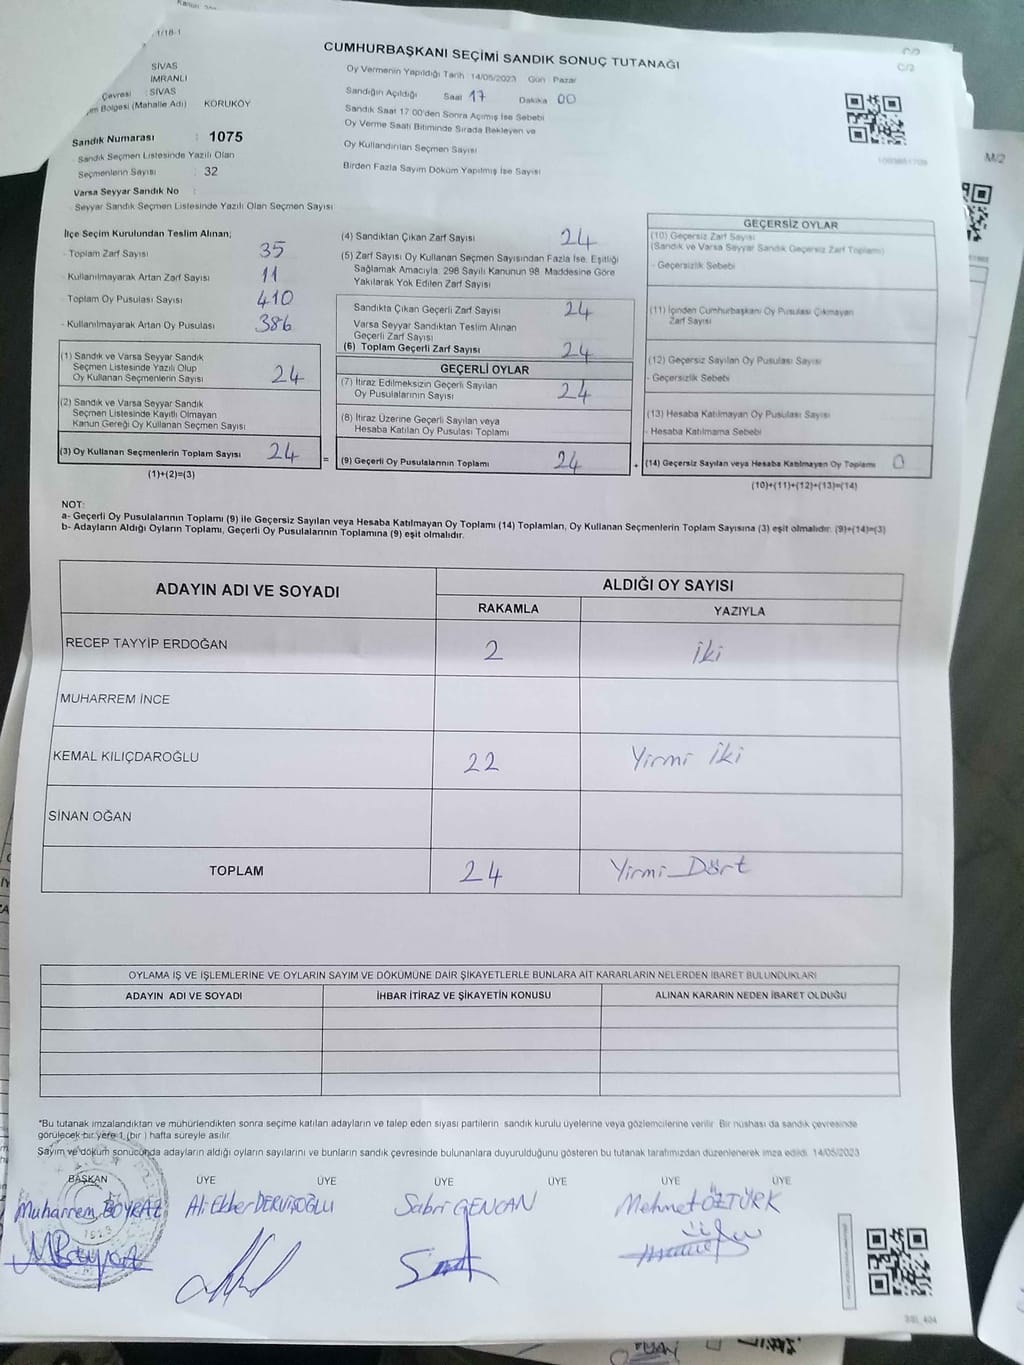 1/18-1
SİVAS
İMRANLI
Çevresi : SİVAS
Bölgesi (Mahalle Adı) KORUKÖY
Sandık Numarası : 1075
Sandık Seçmen Listesinde Yazılı Olan
Seçmenlerin Sayısı : 32
Varsa Seyyar Sandık No :
Seyyar Sandık Seçmen Listesinde Yazılı Olan Seçmen Sayısı
CUMHURBAŞKANI SEÇİMİ SANDIK SONUÇ TUTANAĞI
C/2
C/2
Oy Vermenin Yapıldığı Tarih : 14/05/2023 Gün : Pazar
Sandığın Açıldığı Saat 17 Dakika 00
Sandık Saat 17 00'den Sonra Açımış İse Sebebi
Oy Verme Saati Bitiminde Sırada Bekleyen ve
Oy Kullandırılan Seçmen Sayısı
Birden Fazla Sayım Döküm Yapılmış İse Sayısı
M/2
İlçe Seçim Kurulundan Teslim Alınan;
- Toplam Zarf Sayısı 35
- Kullanılmayarak Artan Zarf Sayısı 11
- Toplam Oy Pusulası Sayısı 410
- Kullanılmayarak Artan Oy Pusulası 386
(1) Sandık ve Varsa Seyyar Sandık
Seçmen Listesinde Yazılı Olup
Oy Kullanan Seçmenlerin Sayısı 24
(2) Sandık ve Varsa Seyyar Sandık
Seçmen Listesinde Kayıtlı Olmayan
Kanun Gereği Oy Kullanan Seçmen Sayısı
(3) Oy Kullanan Seçmenlerin Toplam Sayısı 24
(1)+(2)=(3)
(4) Sandıktan Çıkan Zarf Sayısı 24
(5) Zarf Sayısı Oy Kullanan Seçmen Sayısından Fazla İse, Eşitliği
Sağlamak Amacıyla, 298 Sayılı Kanunun 98. Maddesine Göre
Yakılarak Yok Edilen Zarf Sayısı
Sandıkta Çıkan Geçerli Zarf Sayısı 24
Varsa Seyyar Sandıktan Teslim Alınan
Geçerli Zarf Sayısı
(6) Toplam Geçerli Zarf Sayısı 24
GEÇERLİ OYLAR
(7) İtiraz Edilmeksizin Geçerli Sayılan
Oy Pusulalarının Sayısı 24
(8) İtiraz Üzerine Geçerli Sayılan veya
Hesaba Katılan Oy Pusulası Toplamı
= (9) Geçerli Oy Pusulalarının Toplamı 24
GEÇERSİZ OYLAR
(10) Geçersiz Zarf Sayısı
(Sandık ve Varsa Seyyar Sandık Geçersiz Zarf Toplamı)
- Geçersizlik Sebebi
(11) İçinden Cumhurbaşkanı Oy Pusulası Çıkmayan
Zarf Sayısı
(12) Geçersiz Sayılan Oy Pusulası Sayısı
- Geçersizlik Sebebi
(13) Hesaba Katılmayan Oy Pusulası Sayısı
- Hesaba Katılmama Sebebi
+ (14) Geçersiz Sayılan veya Hesaba Katılmayan Oy Toplamı 0
(10)+(11)+(12)+(13)=(14)
NOT:
a- Geçerli Oy Pusulalarının Toplamı (9) ile Geçersiz Sayılan veya Hesaba Katılmayan Oy Toplamı (14) Toplamları, Oy Kullanan Seçmenlerin Toplam Sayısına (3) eşit olmalıdır. (9)+(14)=(3)
b- Adayların Aldığı Oyların Toplamı, Geçerli Oy Pusulalarının Toplamına (9) eşit olmalıdır.
ADAYIN ADI VE SOYADI
ALDIĞI OY SAYISI
RAKAMLA YAZIYLA
RECEP TAYYİP ERDOĞAN 2 iki
MUHARREM İNCE
KEMAL KILIÇDAROĞLU 22 Yirmi İki
SİNAN OĞAN
TOPLAM 24 Yirmi Dört
OYLAMA İŞ VE İŞLEMLERİNE VE OYLARIN SAYIM VE DÖKÜMÜNE DAİR ŞİKAYETLERLE BUNLARA AİT KARARLARIN NELERDEN İBARET BULUNDUKLARI
ADAYIN ADI VE SOYADI İHBAR İTİRAZ VE ŞİKAYETİN KONUSU ALINAN KARARIN NEDEN İBARET OLDUĞU
*Bu tutanak imzalandıktan ve mühürlendikten sonra seçime katılan adayların ve talep eden siyasi partilerin sandık kurulu üyelerine veya gözlemcilerine verilir. Bir nüshası da sandık çevresinde
görülecek bir yere 1 (bir ) hafta süreyle asılır.
Sayım ve döküm sonucunda adayların aldığı oyların sayılarını ve bunların sandık çevresinde bulunanlara duyurulduğunu gösteren bu tutanak tarafımızdan düzenlenerek imza edildi. 14/05/2023
BAŞKAN ÜYE ÜYE ÜYE ÜYE ÜYE ÜYE
Muharrem BOYRAZ Ali Ekber DERVİŞOĞLU Sabri GENCAN Mehmet ÖZTÜRK